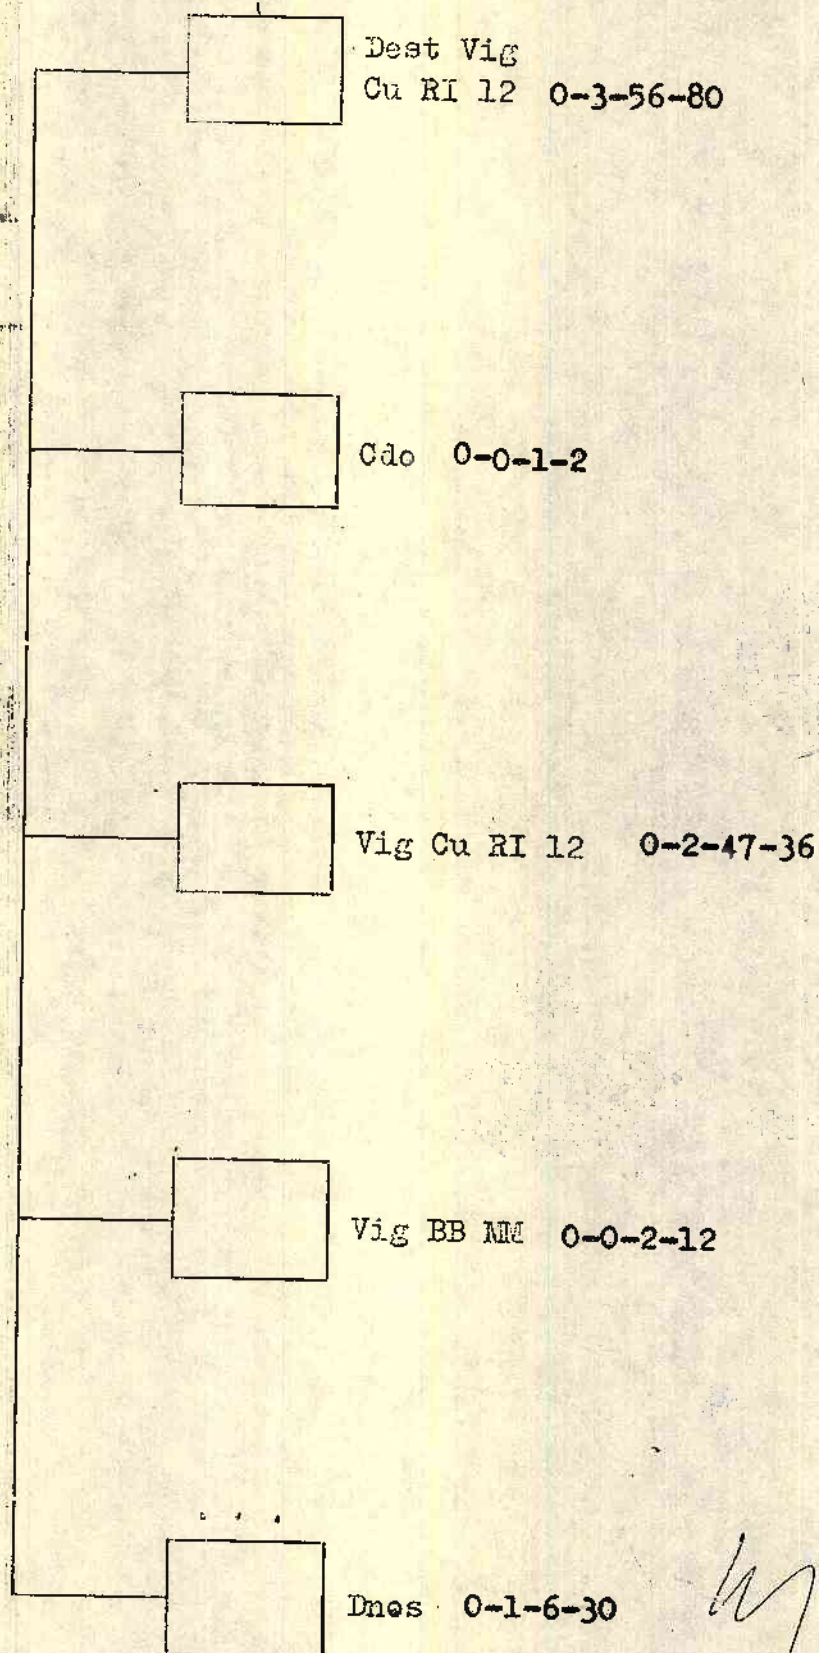 Dest Vig
Cu RI 12 0-3-56-80
Cdo 0-0-1-2
Vig Cu RI 12 0-2-47-36
Vig BB MM 0-0-2-12
Dnos 0-1-6-30